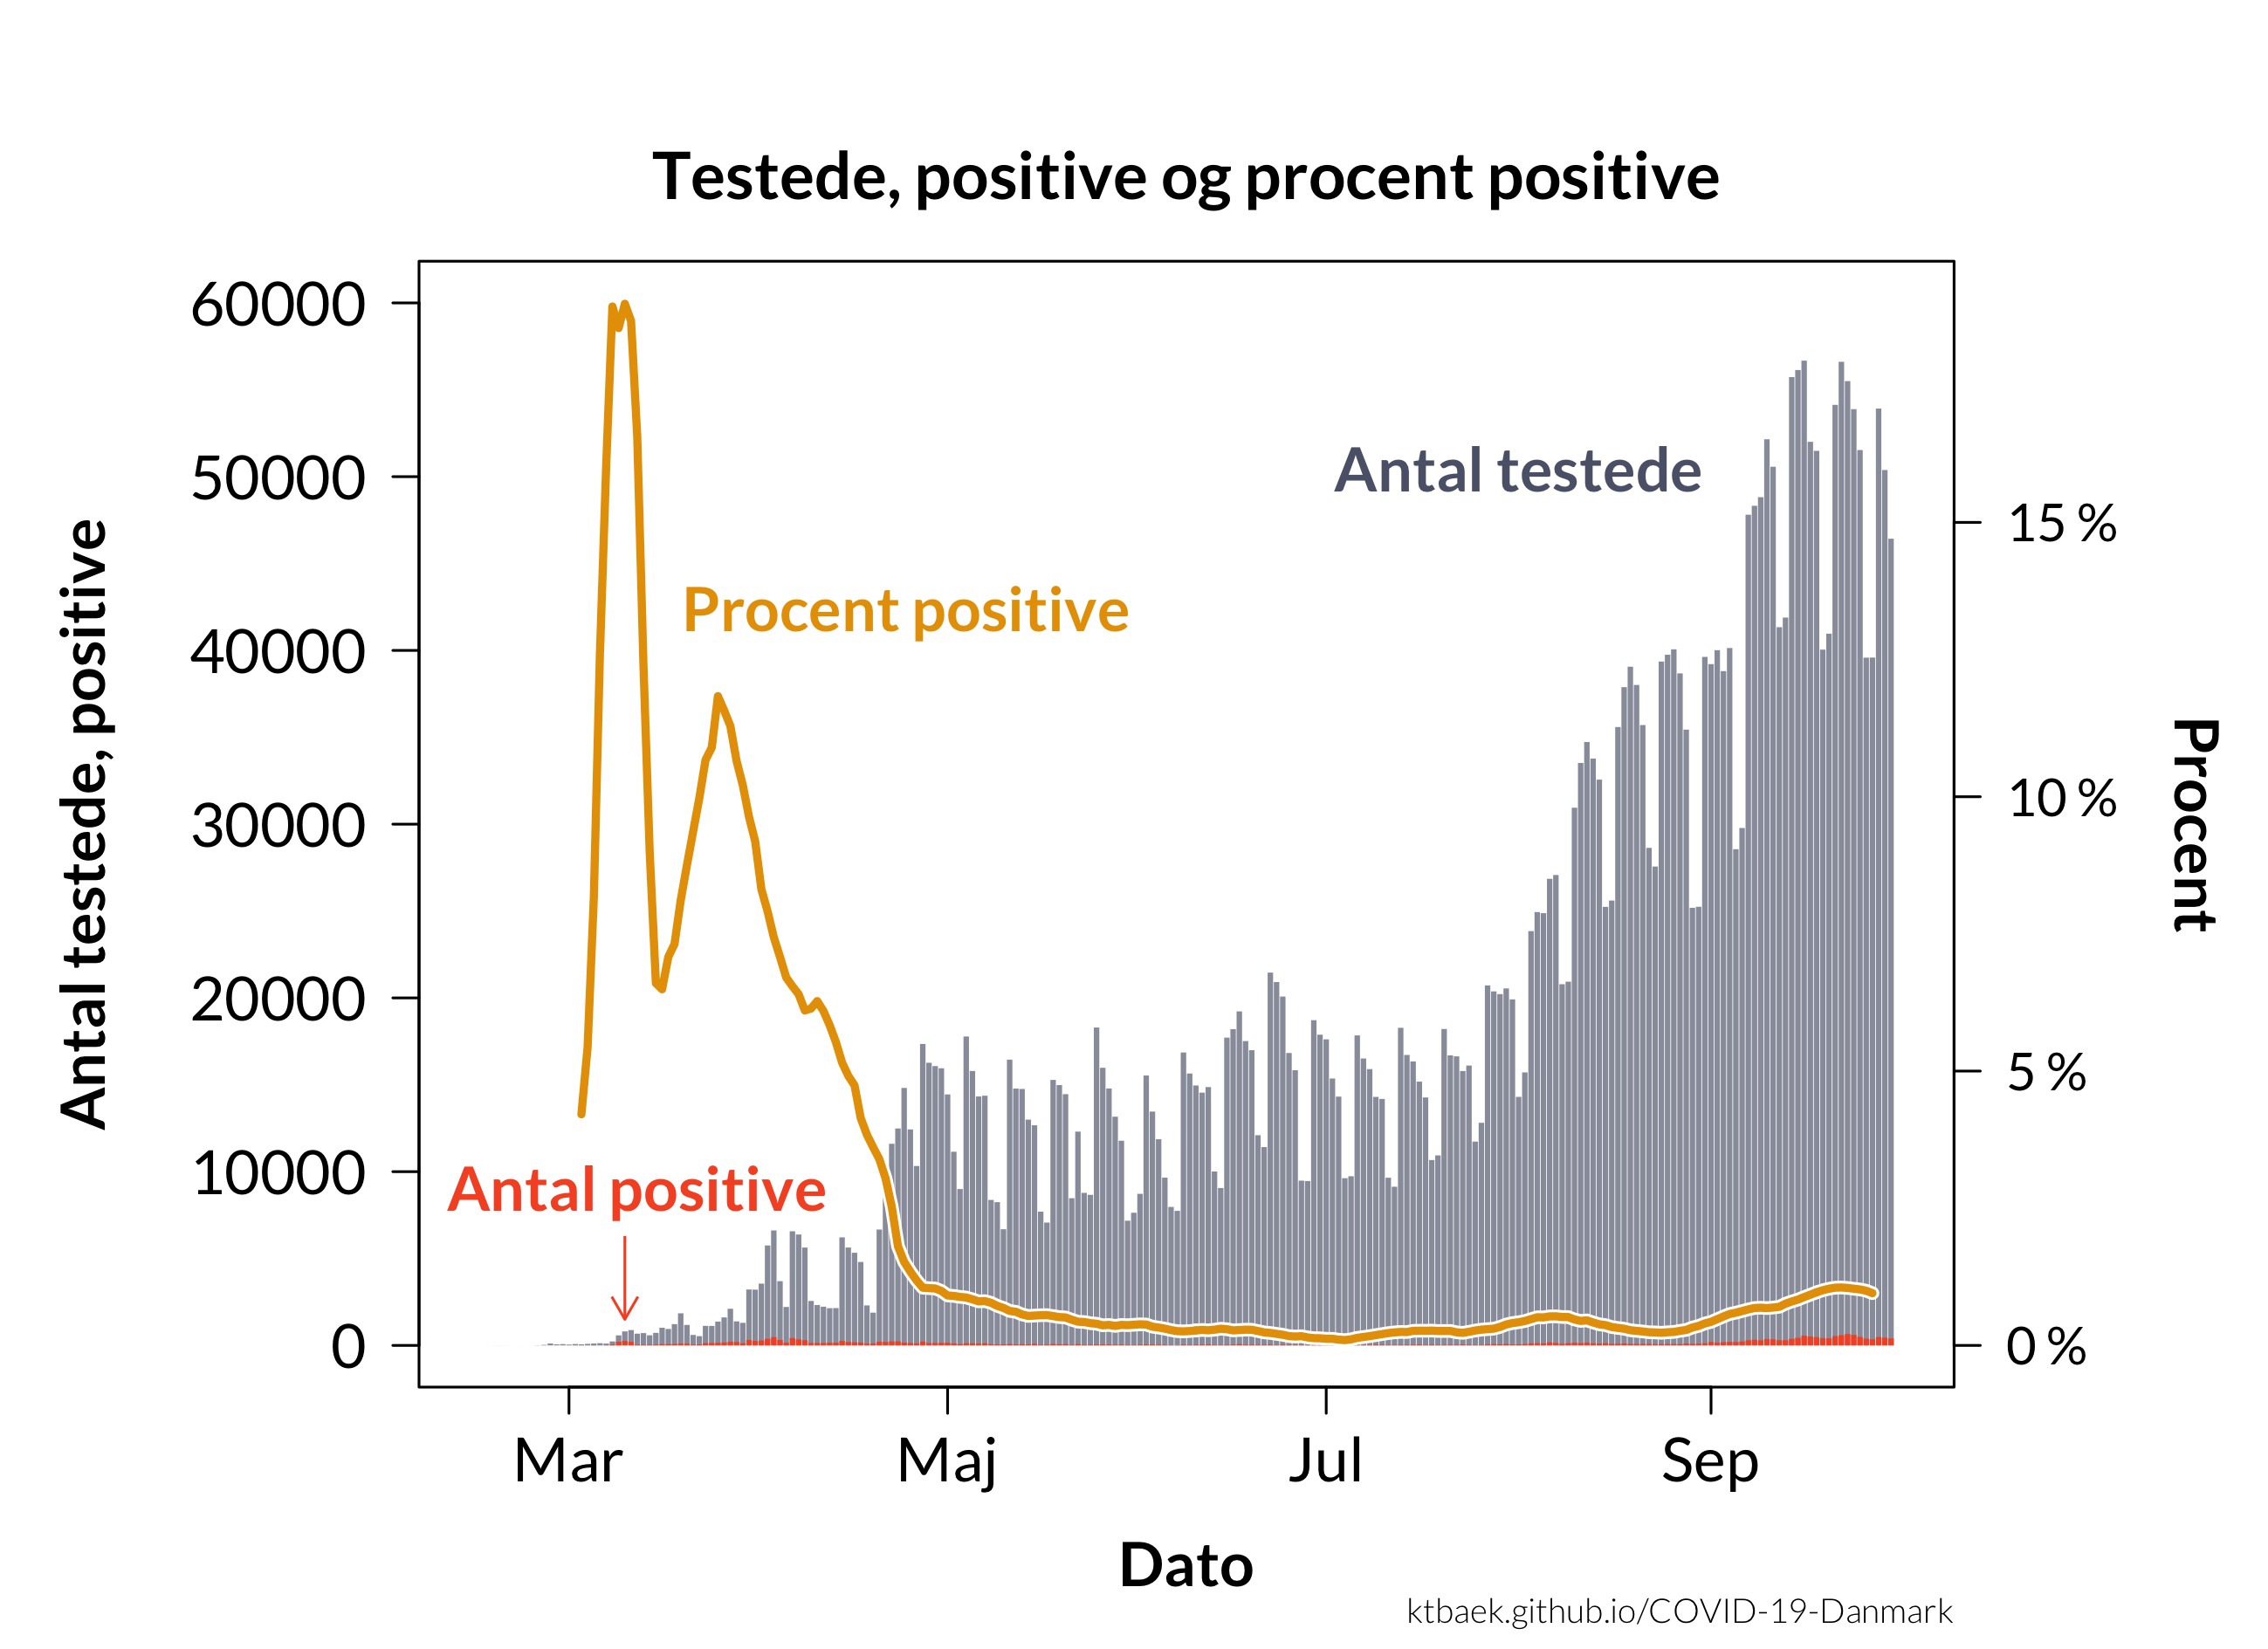 Testede, positive og procent positive
Antal testede, positive
60000
50000
40000
30000
20000
10000
0
Antal testede
Procent positive
Antal positive
15 %
10 %
5 %
0 %
Procent
Mar
Maj
Jul
Sep
Dato
ktbaek.github.io/COVID-19-Danmark